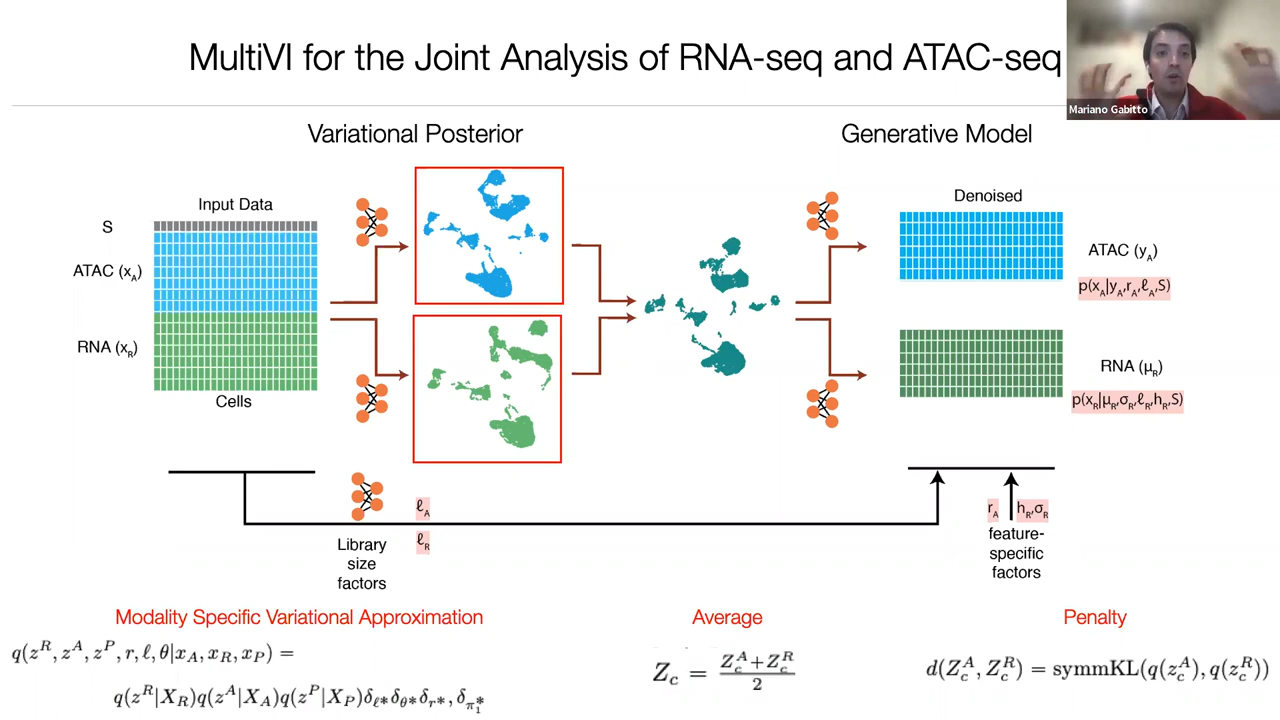 MultiVI for the Joint Analysis of RNA-seq and ATAC-seq
Mariano Gabitto
Variational Posterior
Generative Model
Input Data
S
ATAC (x_A)
RNA (x_R)
Cells
Denoised
ATAC (y_A)
p(x_A|y_A,r_A,ℓ_A,S)
RNA (μ_R)
p(x_R|μ_R,σ_R,ℓ_R,h_R,S)
ℓ_A
ℓ_R
Library
size
factors
r_A
h_R,σ_R
feature-
specific
factors
Modality Specific Variational Approximation
q(z^R, z^A, z^P, r, ℓ, θ|x_A, x_R, x_P) =
q(z^R|X_R)q(z^A|X_A)q(z^P|X_P)δ_ℓ* δ_θ* δ_r*, δ_π_1^*
Average
Z_c = (Z_c^A + Z_c^R) / 2
Penalty
d(Z_c^A, Z_c^R) = symmKL(q(z_c^A), q(z_c^R))